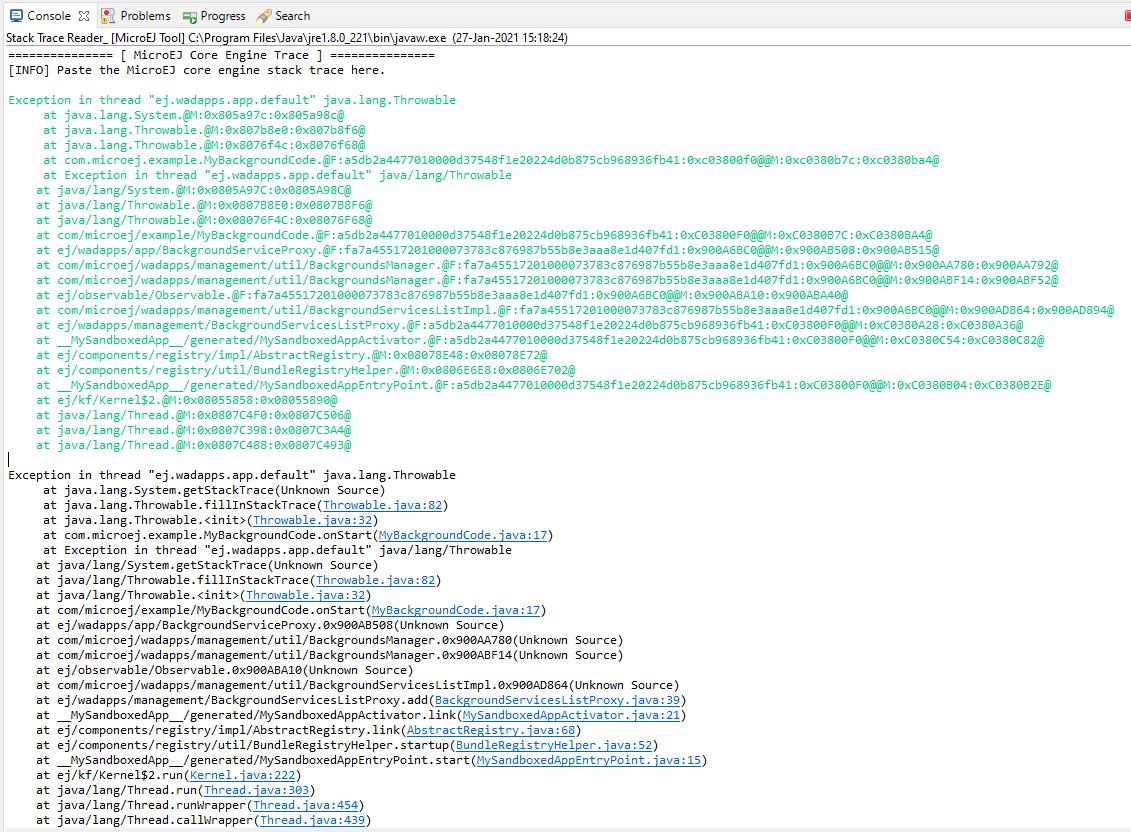 Console Problems Progress Search
Stack Trace Reader_ [MicroEJ Tool] C:\Program Files\Java\jre1.8.0_221\bin\javaw.exe (27-Jan-2021 15:18:24)
=============== [ MicroEJ Core Engine Trace ] ===============
[INFO] Paste the MicroEJ core engine stack trace here.
Exception in thread "ej.wadapps.app.default" java.lang.Throwable
at java.lang.System.@M:0x805a97c:0x805a98c@
at java.lang.Throwable.@M:0x807b8e0:0x807b8f6@
at java.lang.Throwable.@M:0x8076f4c:0x8076f68@
at com.microej.example.MyBackgroundCode.@F:a5db2a4477010000d37548f1e20224d0b875cb968936fb41:0xc03800f0@@M:0xc0380b7c:0xc0380ba4@
at Exception in thread "ej.wadapps.app.default" java/lang/Throwable
at java/lang/System.@M:0x0805A97C:0x0805A98C@
at java/lang/Throwable.@M:0x0807B8E0:0x0807B8F6@
at java/lang/Throwable.@M:0x08076F4C:0x08076F68@
at com/microej/example/MyBackgroundCode.@F:a5db2a4477010000d37548f1e20224d0b875cb968936fb41:0xC03800F0@@M:0xC0380B7C:0xC0380BA4@
at ej/wadapps/app/BackgroundServiceProxy.@F:fa7a45517201000073783c876987b55b8e3aaa8e1d407fd1:0x900A6BC0@@M:0x900AB508:0x900AB515@
at com/microej/wadapps/management/util/BackgroundsManager.@F:fa7a45517201000073783c876987b55b8e3aaa8e1d407fd1:0x900A6BC0@@M:0x900AA780:0x900AA792@
at com/microej/wadapps/management/util/BackgroundsManager.@F:fa7a45517201000073783c876987b55b8e3aaa8e1d407fd1:0x900A6BC0@@M:0x900ABF14:0x900ABF52@
at ej/observable/Observable.@F:fa7a45517201000073783c876987b55b8e3aaa8e1d407fd1:0x900A6BC0@@M:0x900ABA10:0x900ABA40@
at com/microej/wadapps/management/util/BackgroundServicesListImpl.@F:fa7a45517201000073783c876987b55b8e3aaa8e1d407fd1:0x900A6BC0@@M:0x900AD864:0x900AD894@
at ej/wadapps/management/BackgroundServicesListProxy.@F:a5db2a4477010000d37548f1e20224d0b875cb968936fb41:0xC03800F0@@M:0xC0380A28:0xC0380A36@
at __MySandboxedApp__/generated/MySandboxedAppActivator.@F:a5db2a4477010000d37548f1e20224d0b875cb968936fb41:0xC03800F0@@M:0xC0380C54:0xC0380C82@
at ej/components/registry/impl/AbstractRegistry.@M:0x08078E48:0x08078E72@
at ej/components/registry/util/BundleRegistryHelper.@M:0x0806E6E8:0x0806E702@
at __MySandboxedApp__/generated/MySandboxedAppEntryPoint.@F:a5db2a4477010000d37548f1e20224d0b875cb968936fb41:0xC03800F0@@M:0xC0380B04:0xC0380B2E@
at ej/kf/Kernel$2.@M:0x08055858:0x08055890@
at java/lang/Thread.@M:0x0807C4F0:0x0807C506@
at java/lang/Thread.@M:0x0807C398:0x0807C3A4@
at java/lang/Thread.@M:0x0807C488:0x0807C493@
Exception in thread "ej.wadapps.app.default" java.lang.Throwable
at java.lang.System.getStackTrace(Unknown Source)
at java.lang.Throwable.fillInStackTrace(Throwable.java:82)
at java.lang.Throwable.<init>(Throwable.java:32)
at com.microej.example.MyBackgroundCode.onStart(MyBackgroundCode.java:17)
at Exception in thread "ej.wadapps.app.default" java/lang/Throwable
at java/lang/System.getStackTrace(Unknown Source)
at java/lang/Throwable.fillInStackTrace(Throwable.java:82)
at java/lang/Throwable.<init>(Throwable.java:32)
at com/microej/example/MyBackgroundCode.onStart(MyBackgroundCode.java:17)
at ej/wadapps/app/BackgroundServiceProxy.0x900AB508(Unknown Source)
at com/microej/wadapps/management/util/BackgroundsManager.0x900AA780(Unknown Source)
at com/microej/wadapps/management/util/BackgroundsManager.0x900ABF14(Unknown Source)
at ej/observable/Observable.0x900ABA10(Unknown Source)
at com/microej/wadapps/management/util/BackgroundServicesListImpl.0x900AD864(Unknown Source)
at ej/wadapps/management/BackgroundServicesListProxy.add(BackgroundServicesListProxy.java:39)
at __MySandboxedApp__/generated/MySandboxedAppActivator.link(MySandboxedAppActivator.java:21)
at ej/components/registry/impl/AbstractRegistry.link(AbstractRegistry.java:68)
at ej/components/registry/util/BundleRegistryHelper.startup(BundleRegistryHelper.java:52)
at __MySandboxedApp__/generated/MySandboxedAppEntryPoint.start(MySandboxedAppEntryPoint.java:15)
at ej/kf/Kernel$2.run(Kernel.java:222)
at java/lang/Thread.run(Thread.java:303)
at java/lang/Thread.runWrapper(Thread.java:454)
at java/lang/Thread.callWrapper(Thread.java:439)